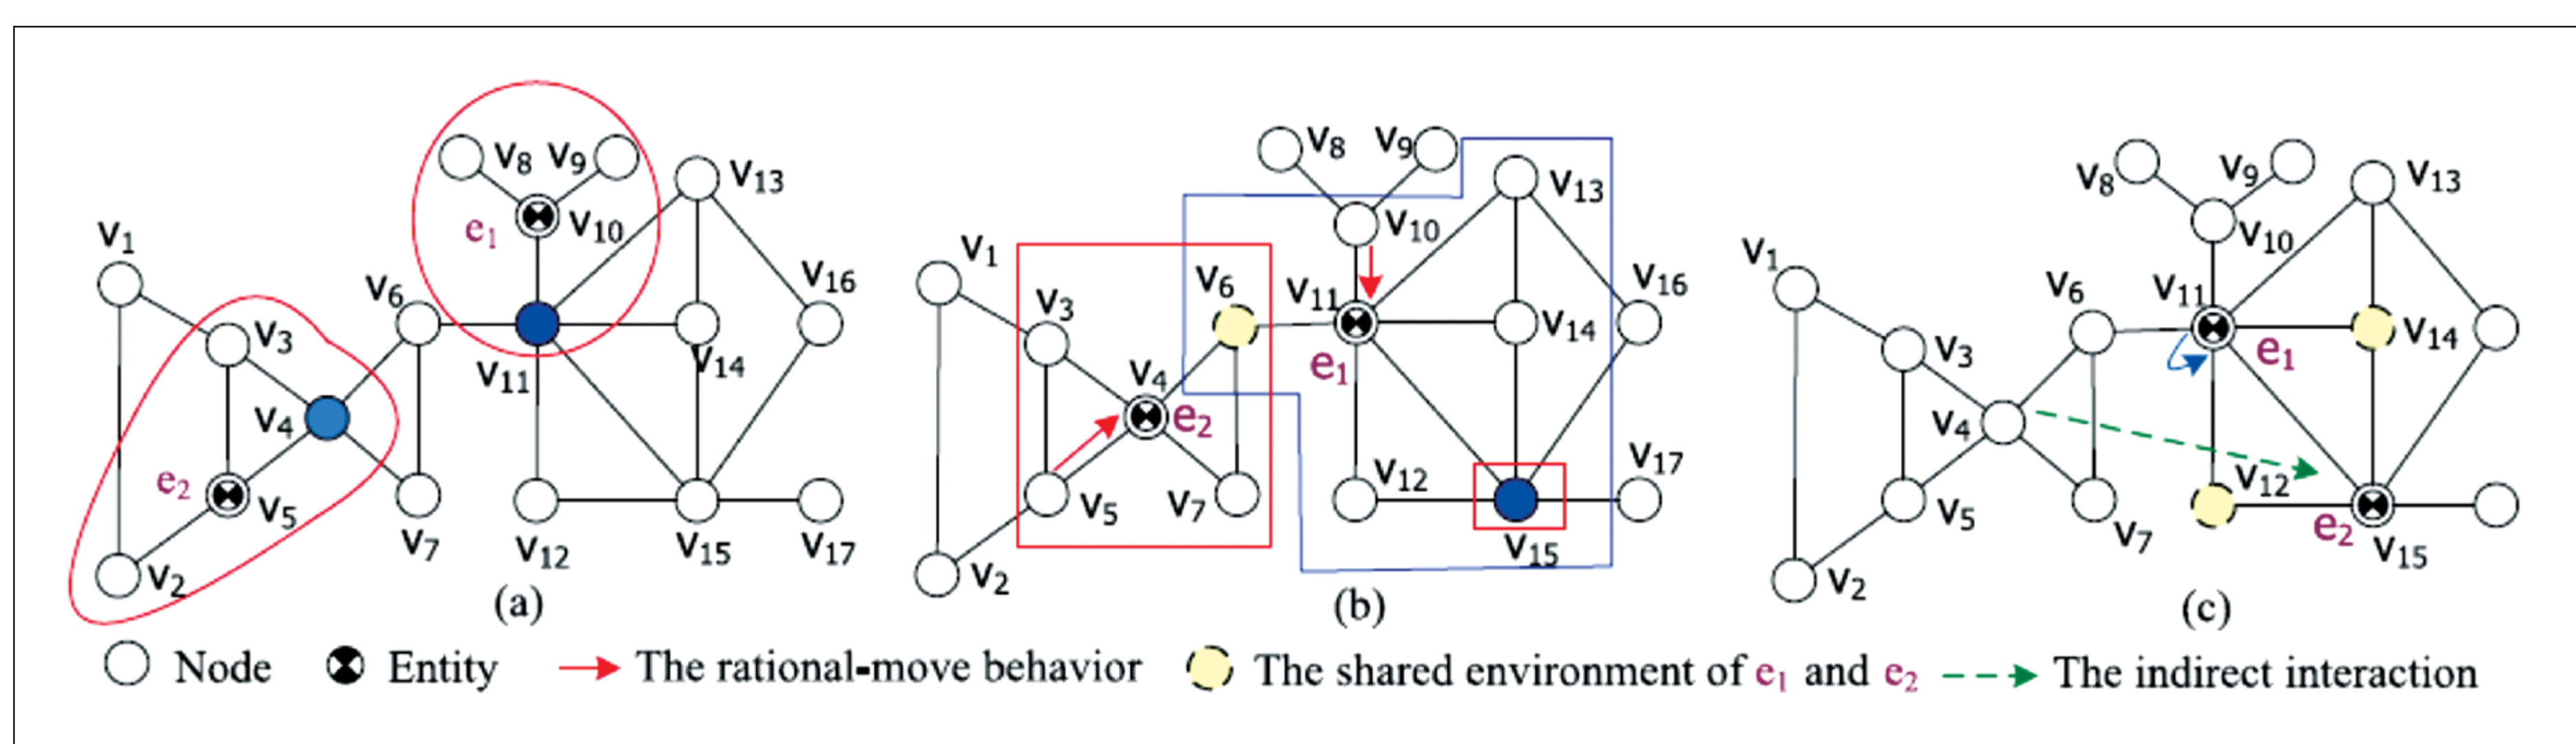 v8 v9 v13
e1 v10
v1 v6 v16
v3 v11 v14
v4
e2 v5
v2 v7 v12 v15 v17
(a)
v8 v9 v13
v10
v1 v6 v11 v16
v3 v14
v4 e2 e1
v5 v7 v12 v17
v2 v15
(b)
v8 v9 v13
v10
v1 v6 v11
v3 e1 v14
v4
v5 v7 v12
v2 e2 v15
(c)
Node Entity The rational-move behavior The shared environment of e1 and e2 The indirect interaction